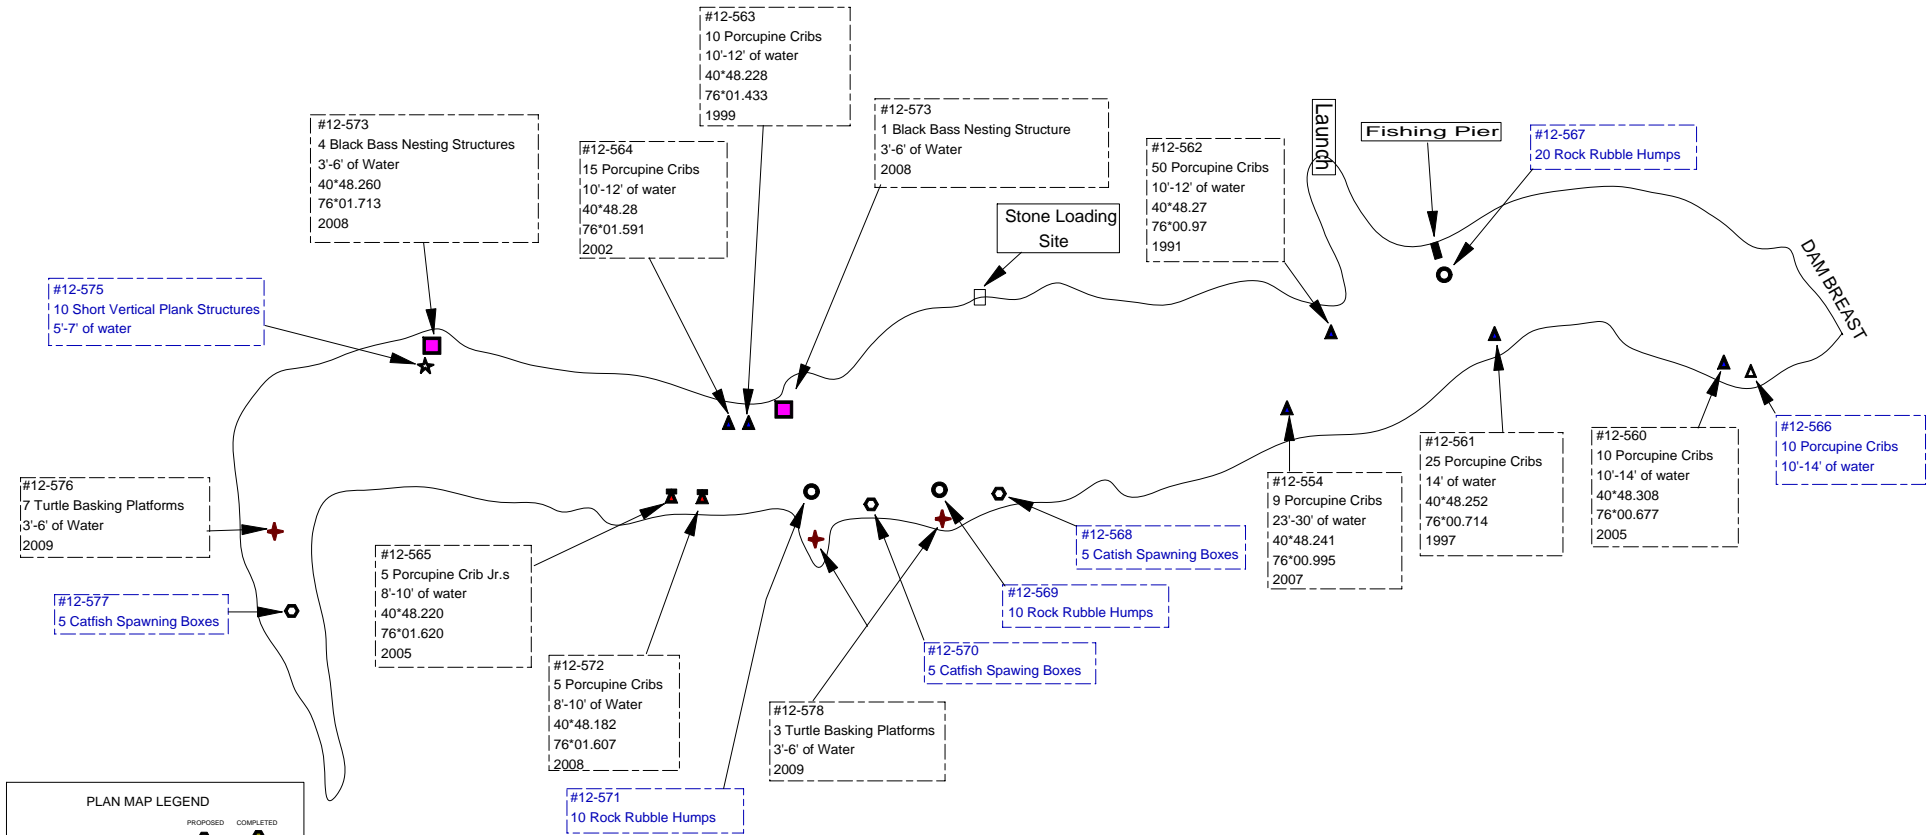 #12-563
10 Porcupine Cribs
10'-12' of water
40*48.228
76*01.433
1999
#12-573
4 Black Bass Nesting Structures
3'-6' of Water
40*48.260
76*01.713
2008
#12-564
15 Porcupine Cribs
10'-12' of water
40*48.28
76*01.591
2002
#12-573
1 Black Bass Nesting Structure
3'-6' of Water
2008
Stone Loading
Site
#12-562
50 Porcupine Cribs
10'-12' of water
40*48.27
76*00.97
1991
Launch
Fishing Pier
#12-567
20 Rock Rubble Humps
DAM BREAST
#12-575
10 Short Vertical Plank Structures
5'-7' of water
#12-576
7 Turtle Basking Platforms
3'-6' of Water
2009
#12-577
5 Catfish Spawning Boxes
#12-565
5 Porcupine Crib Jr.s
8'-10' of water
40*48.220
76*01.620
2005
#12-572
5 Porcupine Cribs
8'-10' of Water
40*48.182
76*01.607
2008
#12-571
10 Rock Rubble Humps
#12-578
3 Turtle Basking Platforms
3'-6' of Water
2009
#12-570
5 Catfish Spawing Boxes
#12-569
10 Rock Rubble Humps
#12-568
5 Catish Spawning Boxes
#12-554
9 Porcupine Cribs
23'-30' of water
40*48.241
76*00.995
2007
#12-561
25 Porcupine Cribs
14' of water
40*48.252
76*00.714
1997
#12-560
10 Porcupine Cribs
10'-14' of water
40*48.308
76*00.677
2005
#12-566
10 Porcupine Cribs
10'-14' of water
PLAN MAP LEGEND
PROPOSED COMPLETED